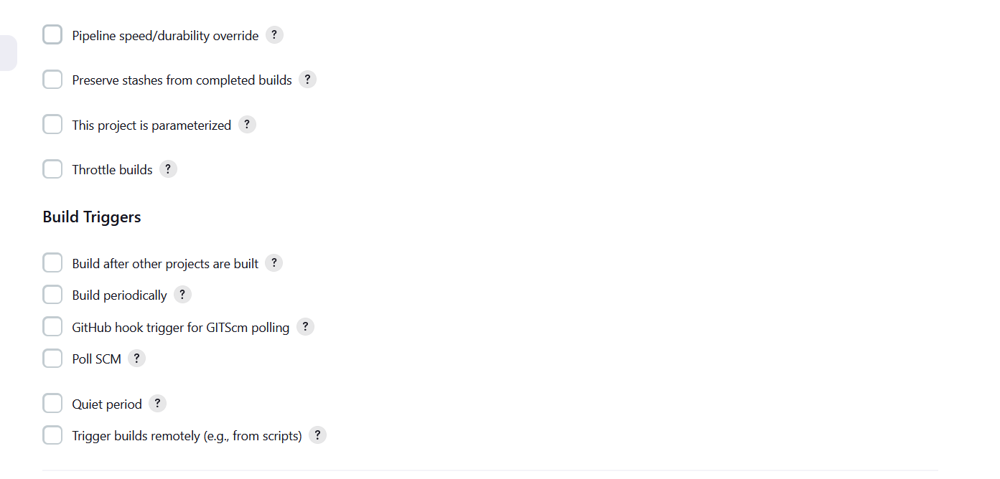 Pipeline speed/durability override ?
Preserve stashes from completed builds ?
This project is parameterized ?
Throttle builds ?
Build Triggers
Build after other projects are built ?
Build periodically ?
GitHub hook trigger for GITScm polling ?
Poll SCM ?
Quiet period ?
Trigger builds remotely (e.g., from scripts) ?